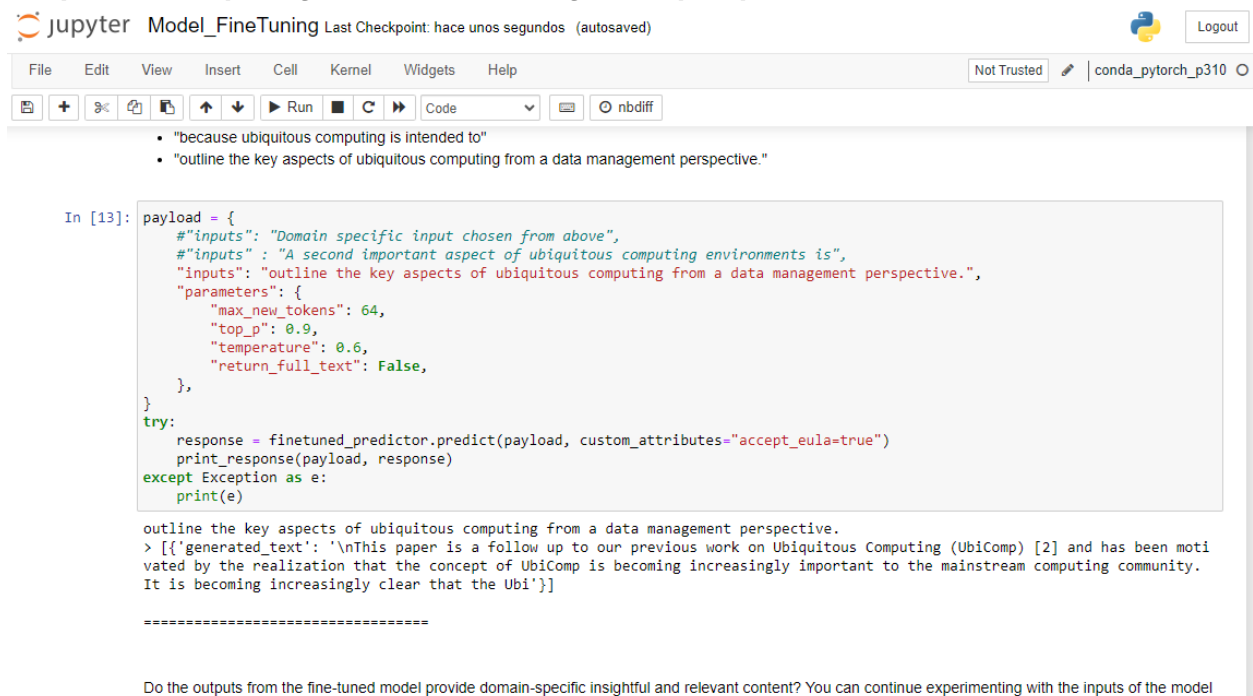 jupyter Model_FineTuning Last Checkpoint: hace unos segundos (autosaved) Logout
File Edit View Insert Cell Kernel Widgets Help Not Trusted conda_pytorch_p310
Run Code nbdiff
• "because ubiquitous computing is intended to"
• "outline the key aspects of ubiquitous computing from a data management perspective."
In [13]: payload = {
#"inputs": "Domain specific input chosen from above",
#"inputs" : "A second important aspect of ubiquitous computing environments is",
"inputs": "outline the key aspects of ubiquitous computing from a data management perspective.",
"parameters": {
"max_new_tokens": 64,
"top_p": 0.9,
"temperature": 0.6,
"return_full_text": False,
},
}
try:
response = finetuned_predictor.predict(payload, custom_attributes="accept_eula=true")
print_response(payload, response)
except Exception as e:
print(e)
outline the key aspects of ubiquitous computing from a data management perspective.
> [{'generated_text': '\nThis paper is a follow up to our previous work on Ubiquitous Computing (UbiComp) [2] and has been moti
vated by the realization that the concept of UbiComp is becoming increasingly important to the mainstream computing community.
It is becoming increasingly clear that the Ubi'}]
==================================
Do the outputs from the fine-tuned model provide domain-specific insightful and relevant content? You can continue experimenting with the inputs of the model